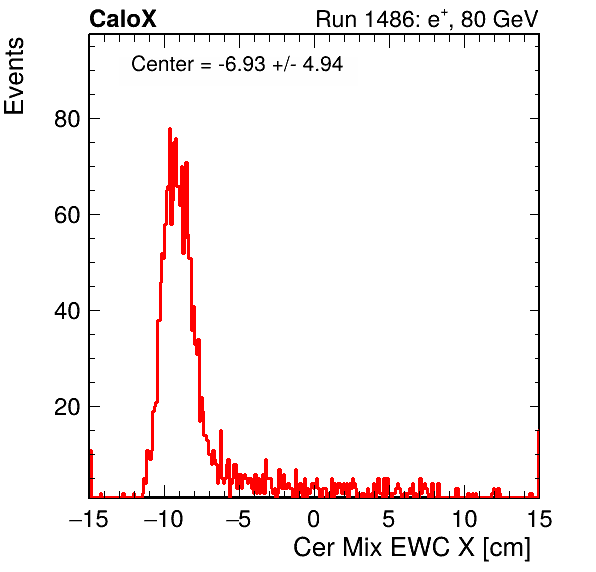 CaloX Run 1486: e⁺, 80 GeV
Center = -6.93 +/- 4.94
Events
80
60
40
20
−15 −10 −5 0 5 10 15
Cer Mix EWC X [cm]